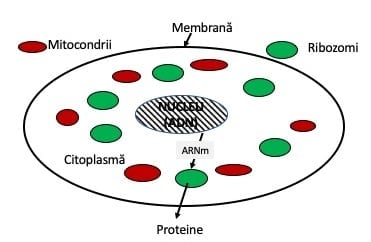 Membrană
Mitocondrii
Ribozomi
NUCLEU
(ADN)
ARNm
Citoplasmă
Proteine